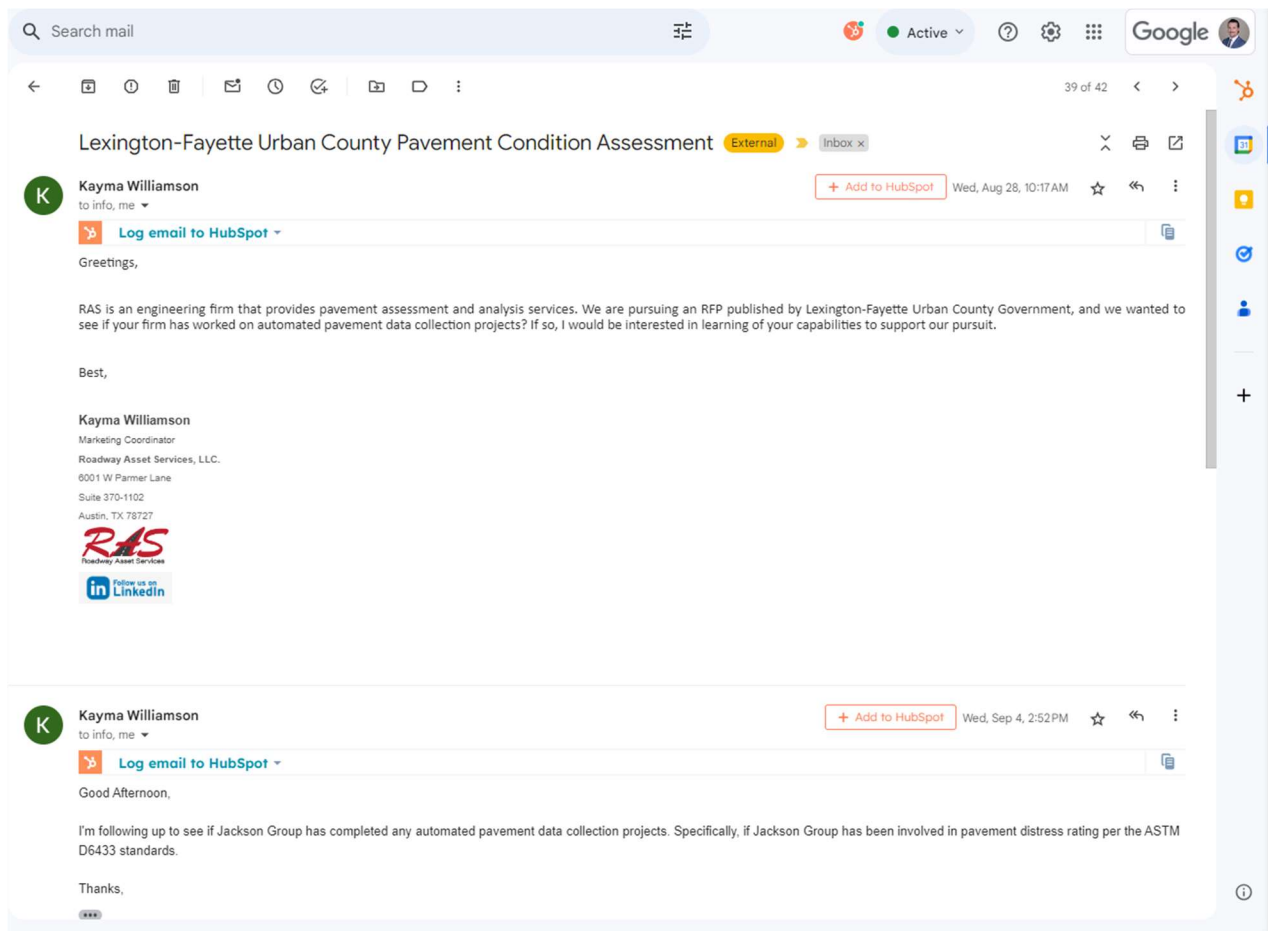 Search mail
Active
Google
39 of 42
Lexington-Fayette Urban County Pavement Condition Assessment External Inbox x
31
K
Kayma Williamson
+ Add to HubSpot Wed, Aug 28, 10:17 AM
to info, me
Log email to HubSpot
Greetings,
RAS is an engineering firm that provides pavement assessment and analysis services. We are pursuing an RFP published by Lexington-Fayette Urban County Government, and we wanted to
see if your firm has worked on automated pavement data collection projects? If so, I would be interested in learning of your capabilities to support our pursuit.
Best,
Kayma Williamson
Marketing Coordinator
Roadway Asset Services, LLC.
6001 W Parmer Lane
Suite 370-1102
Austin, TX 78727
RAS
Roadway Asset Services
in Follow us on
LinkedIn
K
Kayma Williamson
+ Add to HubSpot Wed, Sep 4, 2:52 PM
to info, me
Log email to HubSpot
Good Afternoon,
I'm following up to see if Jackson Group has completed any automated pavement data collection projects. Specifically, if Jackson Group has been involved in pavement distress rating per the ASTM
D6433 standards.
Thanks,